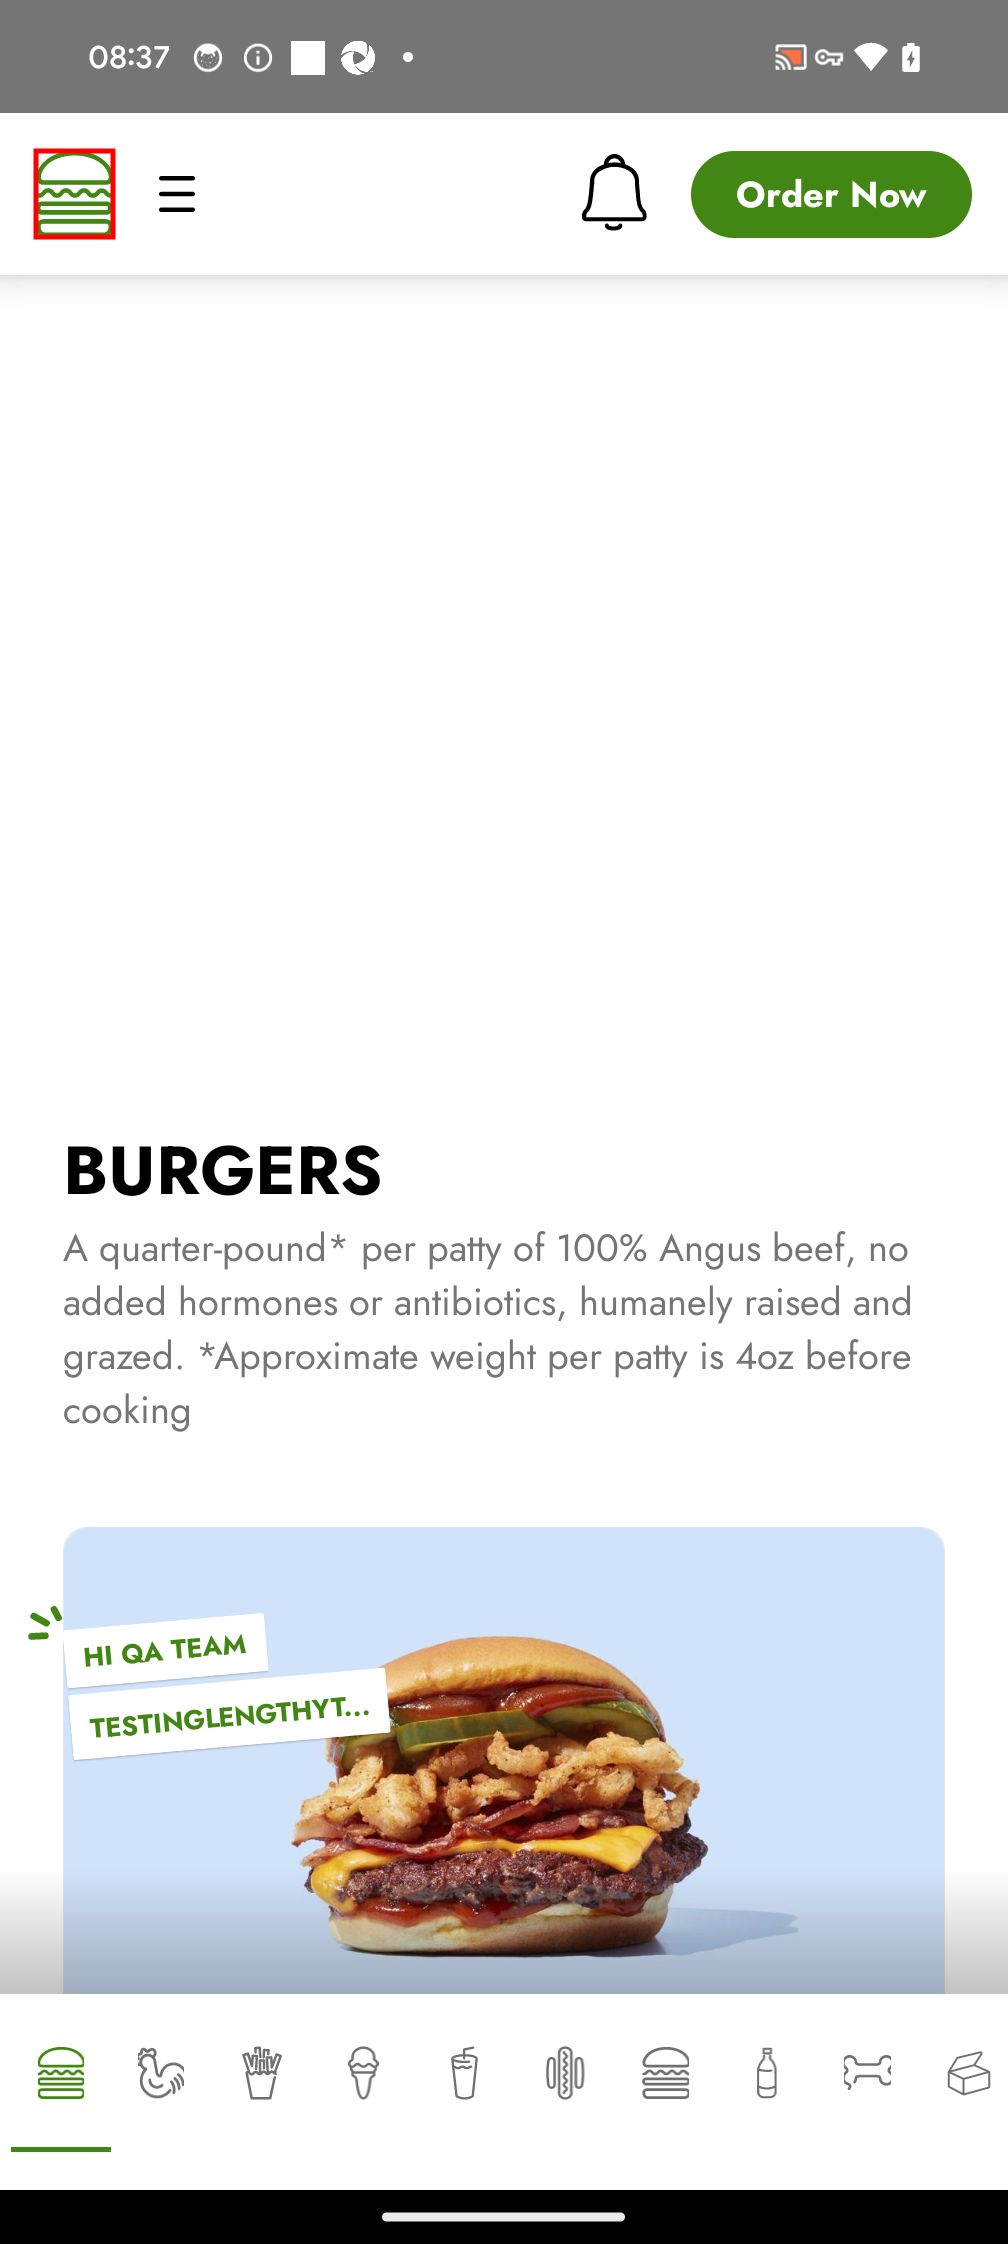 08:37
Order Now
BURGERS
A quarter-pound* per patty of 100% Angus beef, no
added hormones or antibiotics, humanely raised and
grazed. *Approximate weight per patty is 4oz before
cooking
HI QA TEAM
TESTINGLENGTHYT...